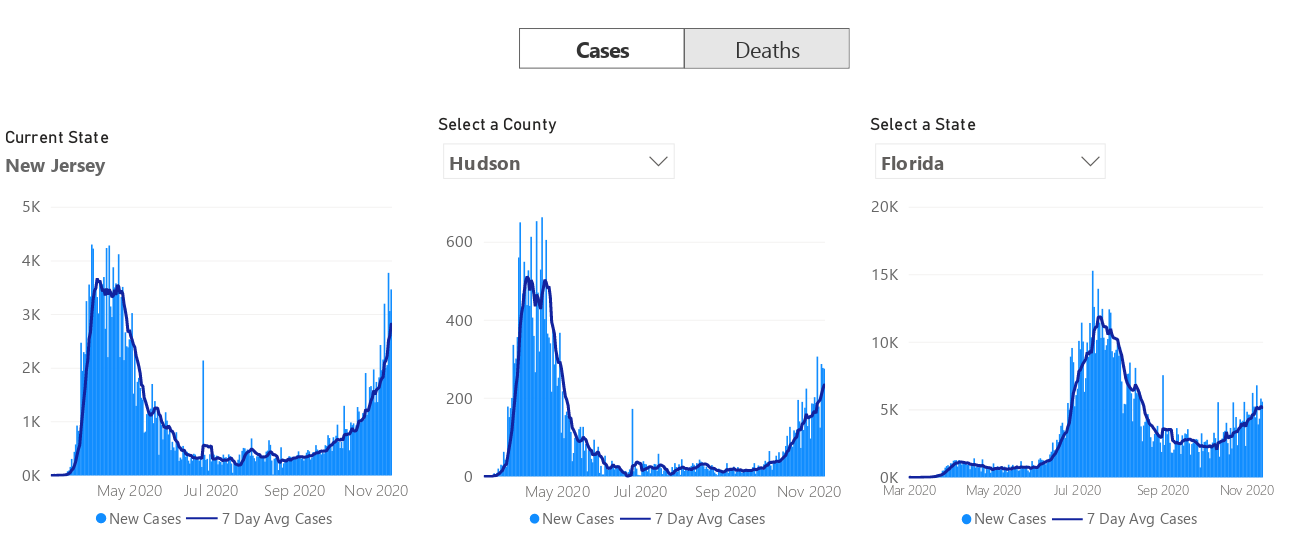 Cases Deaths
Current State
New Jersey
5K
4K
3K
2K
1K
0K
May 2020 Jul 2020 Sep 2020 Nov 2020
New Cases 7 Day Avg Cases
Select a County
Hudson
600
400
200
0
May 2020 Jul 2020 Sep 2020 Nov 2020
New Cases 7 Day Avg Cases
Select a State
Florida
20K
15K
10K
5K
0K
Mar 2020 May 2020 Jul 2020 Sep 2020 Nov 2020
New Cases 7 Day Avg Cases